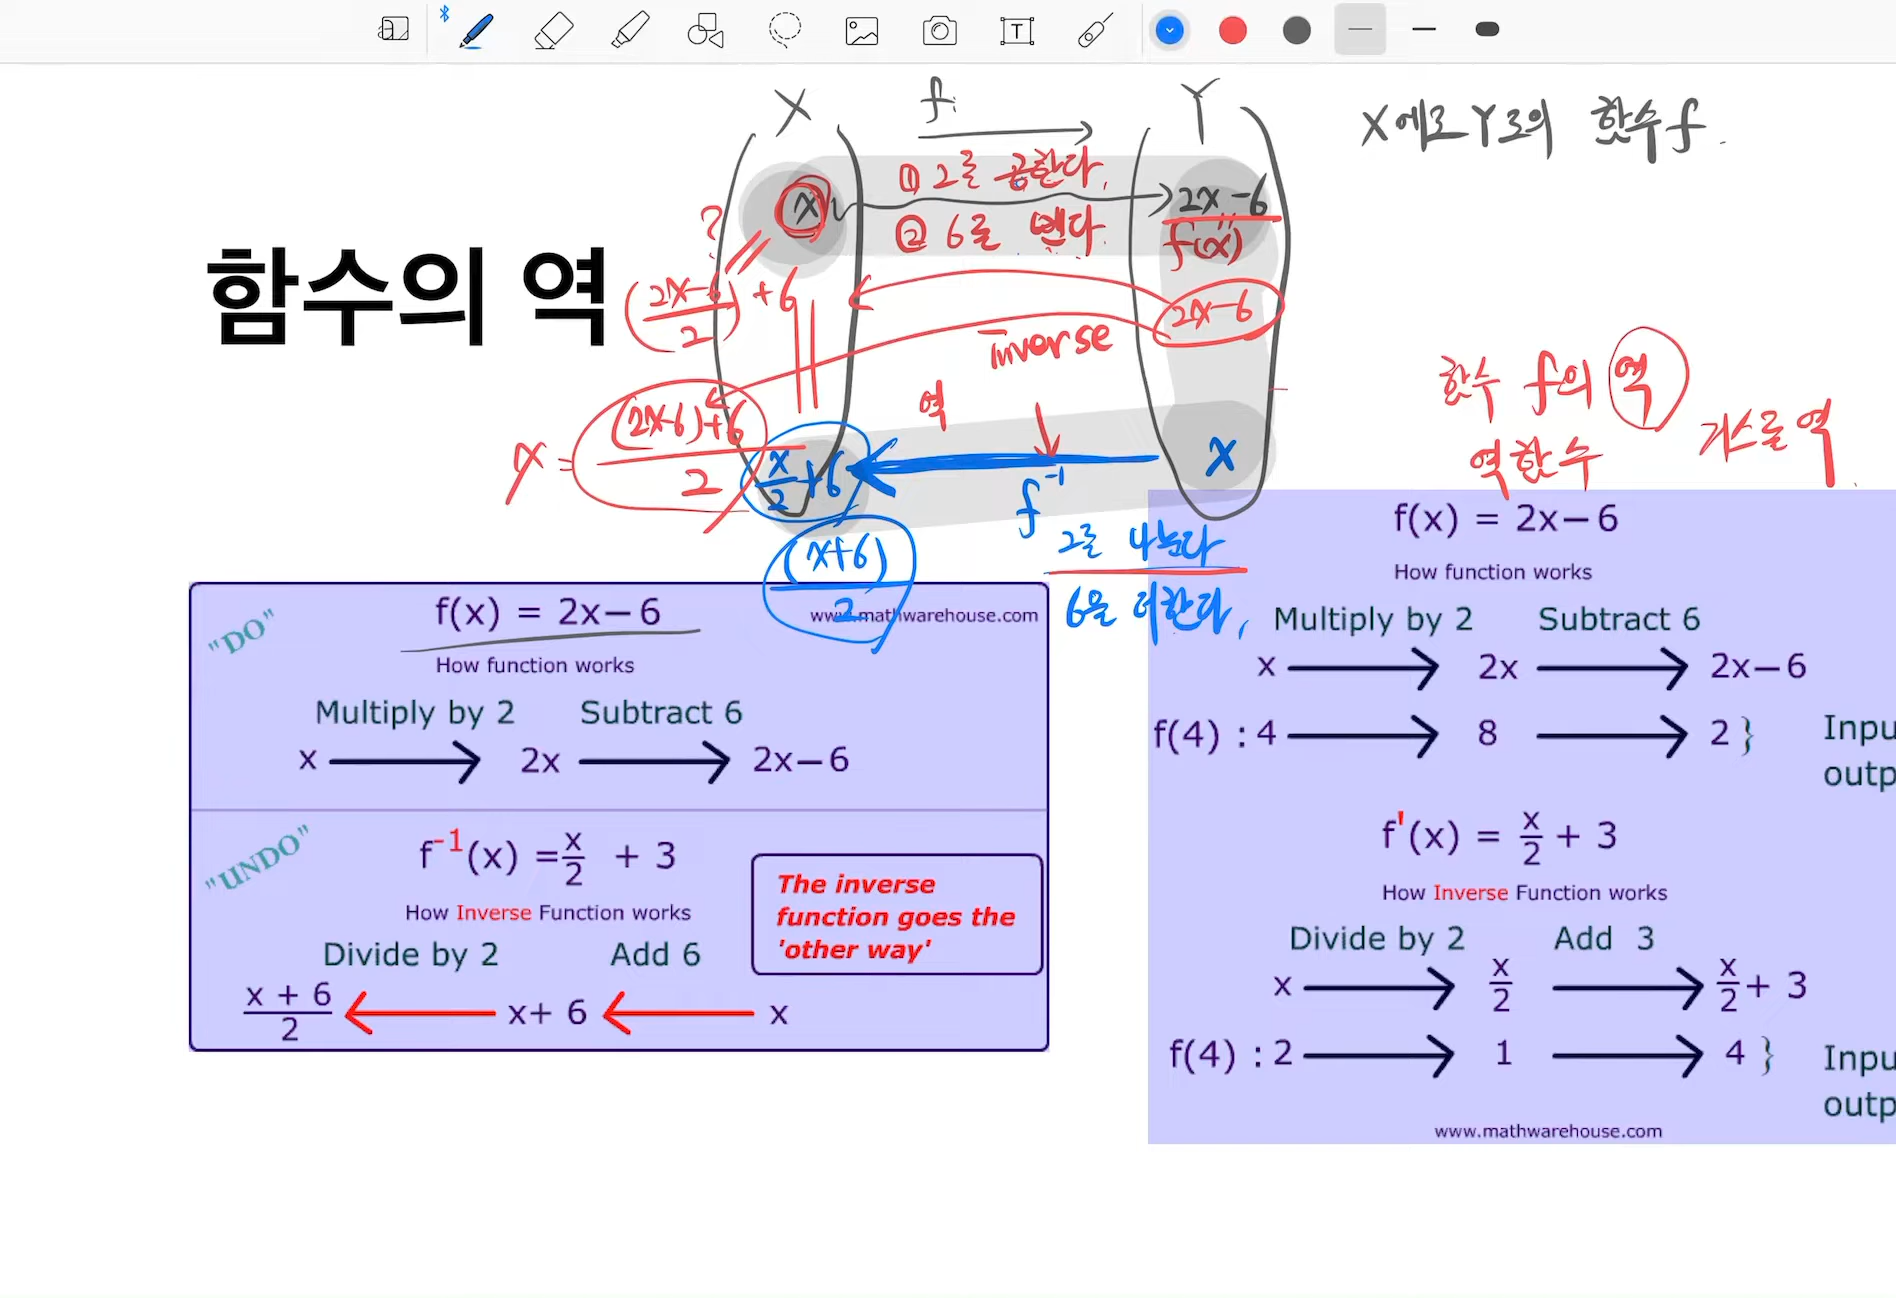 X f Y
X에로 Y로의 함수 f.
함수의 역
x
① 2를 곱한다.
② 6를 뺀다.
2x-6
f(x)
?
(2x-6)/2 +6
2x-6
inverse
역
x = ((2x-6)+6)/2
x/2 +6
x
f⁻¹
(x+6)/2
2로 나눈다
6을 더한다,
함수 f의 역
역함수
거스를 역
"DO"
f(x) = 2x−6
www.mathwarehouse.com
How function works
Multiply by 2 Subtract 6
x 2x 2x−6
"UNDO"
f⁻¹(x) = x/2 + 3
How Inverse Function works
Divide by 2 Add 6
(x + 6)/2 x+ 6 x
The inverse
function goes the
'other way'
f(x) = 2x−6
How function works
Multiply by 2 Subtract 6
x 2x 2x−6
f(4) : 4 8 2 }
Inpu
outp
f'(x) = x/2 + 3
How Inverse Function works
Divide by 2 Add 3
x x/2 x/2 + 3
f(4) : 2 1 4 }
Inpu
outp
www.mathwarehouse.com